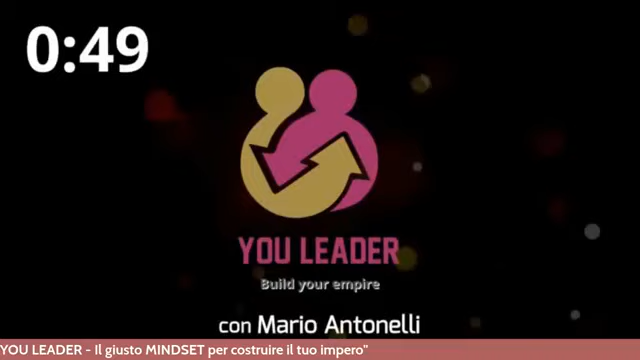 0:49
YOU LEADER
Build your empire
con Mario Antonelli
YOU LEADER - Il giusto MINDSET per costruire il tuo impero"